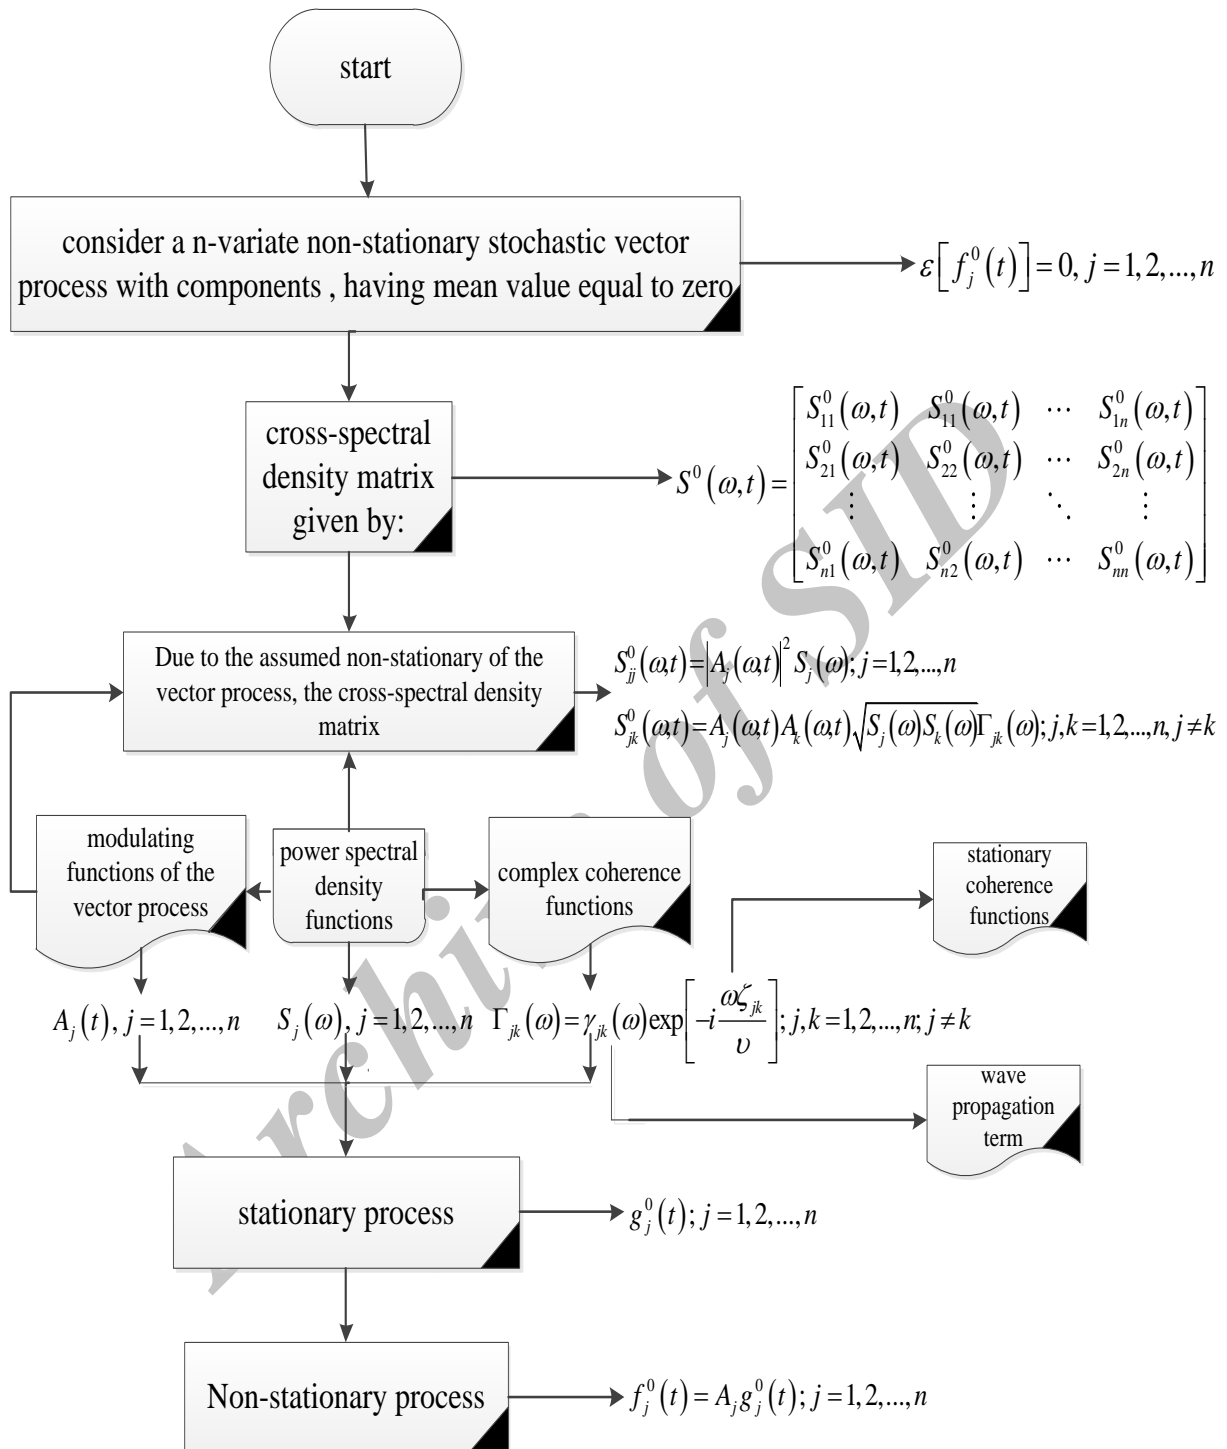 start
consider a n-variate non-stationary stochastic vector
process with components , having mean value equal to zero
ε[f_j^0(t)]=0, j=1,2,...,n
cross-spectral
density matrix
given by:
S^0(ω,t)=
S_11^0(ω,t) S_11^0(ω,t) ⋯ S_1n^0(ω,t)
S_21^0(ω,t) S_22^0(ω,t) ⋯ S_2n^0(ω,t)
⋮ ⋮ ⋱ ⋮
S_n1^0(ω,t) S_n2^0(ω,t) ⋯ S_nn^0(ω,t)
Due to the assumed non-stationary of the
vector process, the cross-spectral density
matrix
S_jj^0(ω,t)=|A_j(ω,t)|^2 S_j(ω); j=1,2,...,n
S_jk^0(ω,t)=A_j(ω,t)A_k(ω,t)√S_j(ω)S_k(ω)Γ_jk(ω); j,k=1,2,...,n, j≠k
modulating
functions of the
vector process
power spectral
density
functions
complex coherence
functions
stationary
coherence
functions
A_j(t), j=1,2,...,n
S_j(ω), j=1,2,...,n
Γ_jk(ω)=γ_jk(ω)exp[-i ωζ_jk/υ]; j,k=1,2,...,n; j≠k
wave
propagation
term
stationary process
g_j^0(t); j=1,2,...,n
Non-stationary process
f_j^0(t)=A_j g_j^0(t); j=1,2,...,n
Archive of SID